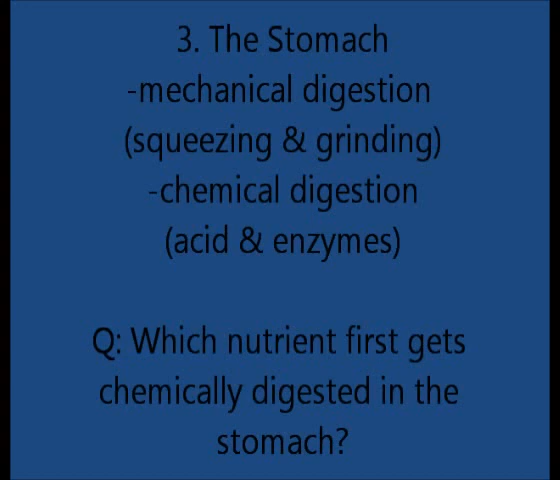 3. The Stomach
-mechanical digestion
(squeezing & grinding)
-chemical digestion
(acid & enzymes)
Q: Which nutrient first gets
chemically digested in the
stomach?